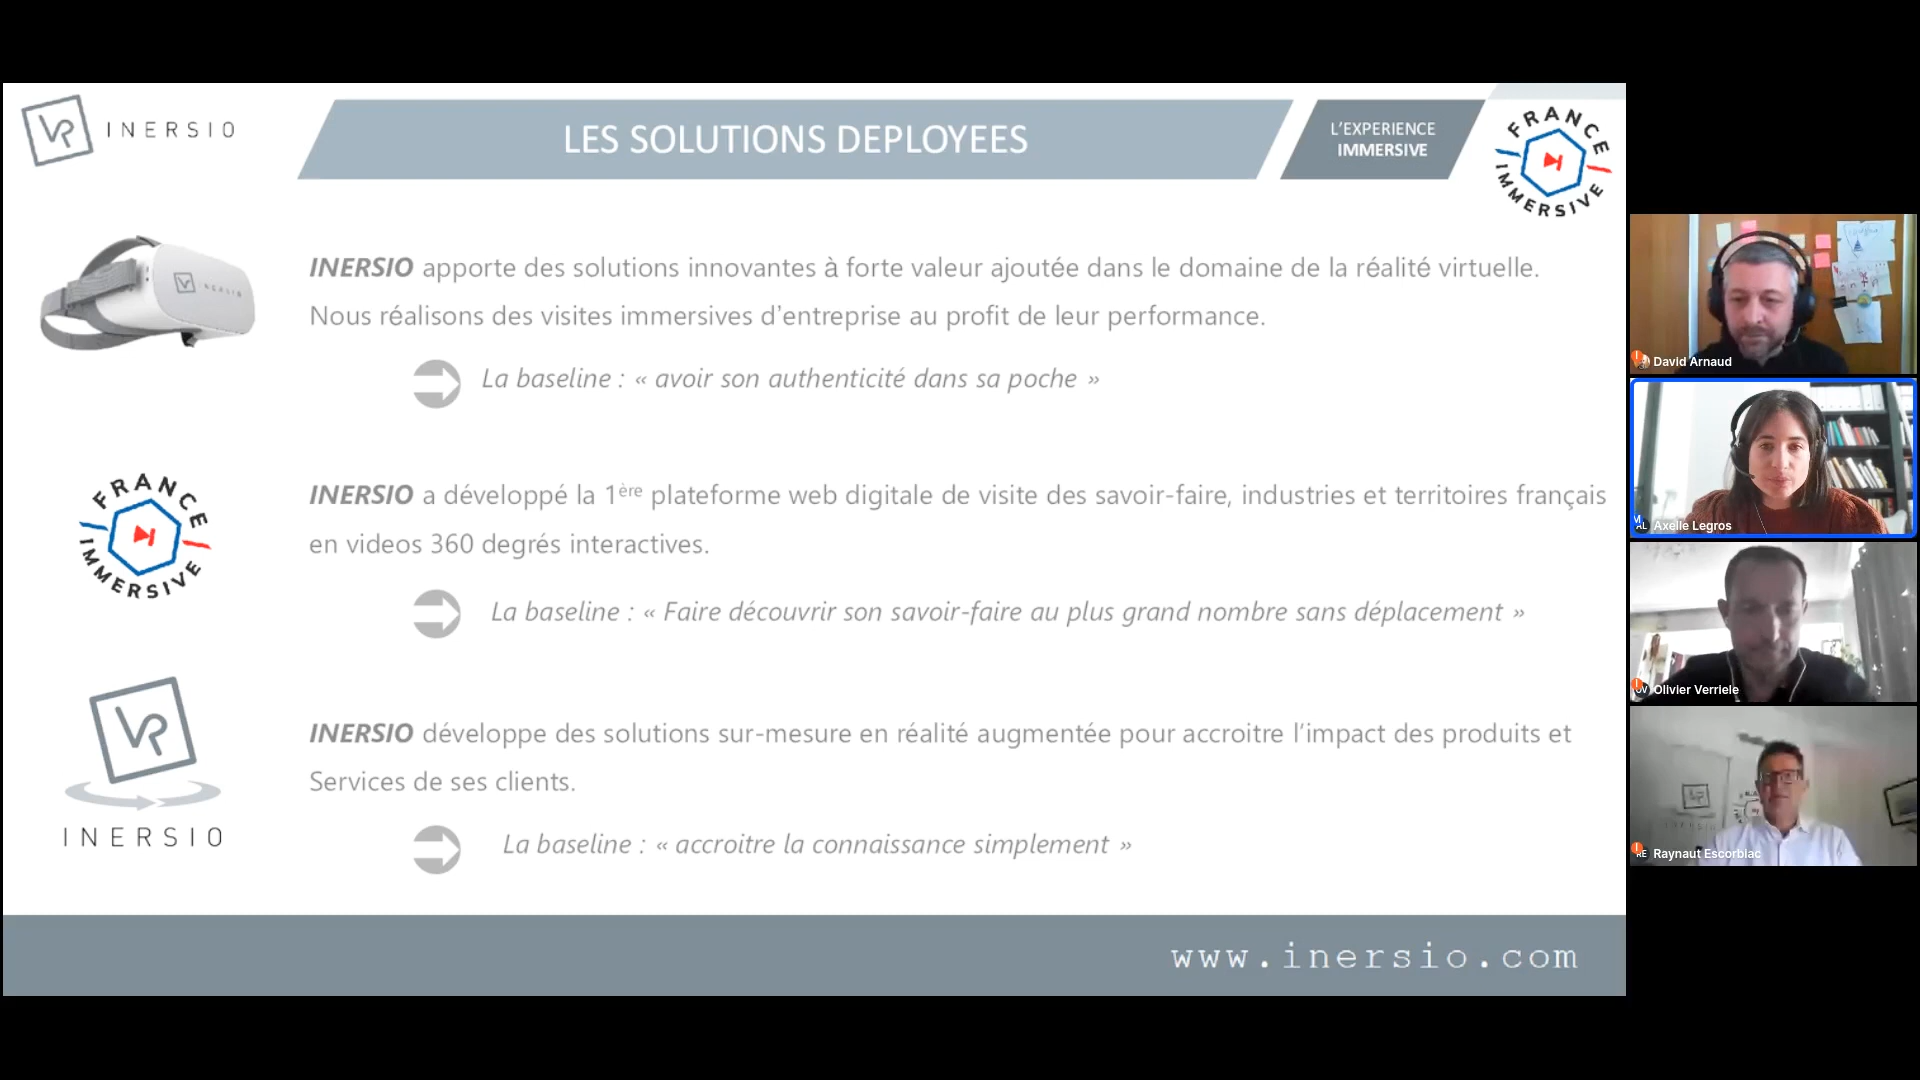 INERSIO
LES SOLUTIONS DEPLOYEES
L'EXPERIENCE
IMMERSIVE
FRANCE
IMMERSIVE
INERSIO apporte des solutions innovantes à forte valeur ajoutée dans le domaine de la réalité virtuelle.
Nous réalisons des visites immersives d'entreprise au profit de leur performance.
La baseline : « avoir son authenticité dans sa poche »
FRANCE
IMMERSIVE
INERSIO a développé la 1ère plateforme web digitale de visite des savoir-faire, industries et territoires français
en videos 360 degrés interactives.
La baseline : « Faire découvrir son savoir-faire au plus grand nombre sans déplacement »
INERSIO développe des solutions sur-mesure en réalité augmentée pour accroitre l'impact des produits et
Services de ses clients.
INERSIO
La baseline : « accroitre la connaissance simplement »
www.inersio.com
David Arnaud
Axelle Legros
Olivier Verriele
Raynaut Escorbiac